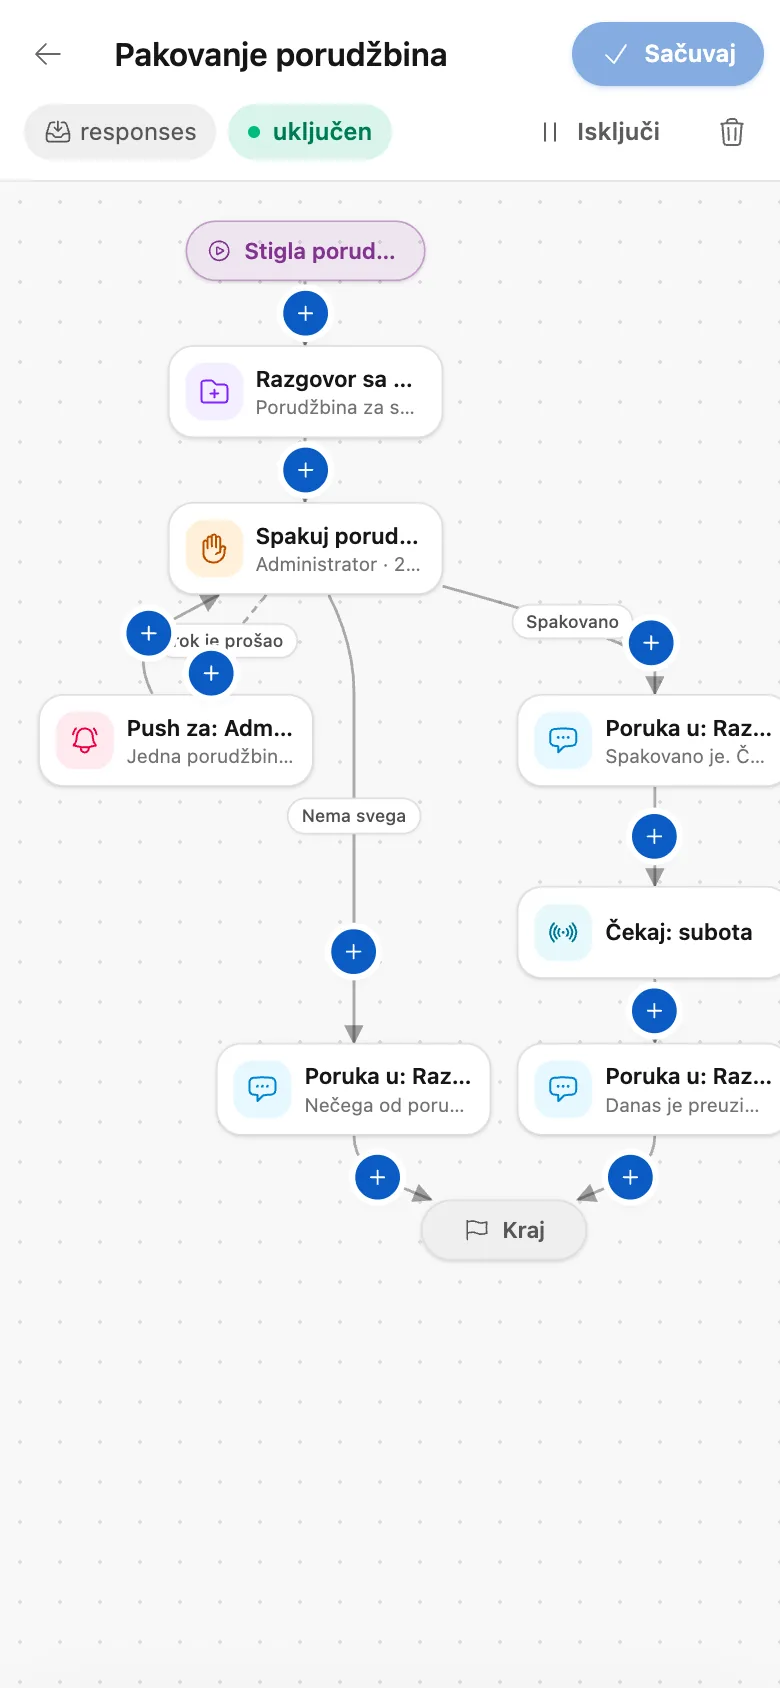 Pakovanje porudžbina
Sačuvaj
responses
uključen
Isključi
Stigla porud...
Razgovor sa ...
Porudžbina za s...
Spakuj porud...
Administrator · 2...
Spakovano
rok je prošao
Push za: Adm...
Jedna porudžbin...
Poruka u: Raz...
Spakovano je. Č...
Nema svega
Čekaj: subota
Poruka u: Raz...
Nečega od poru...
Poruka u: Raz...
Danas je preuzi...
Kraj